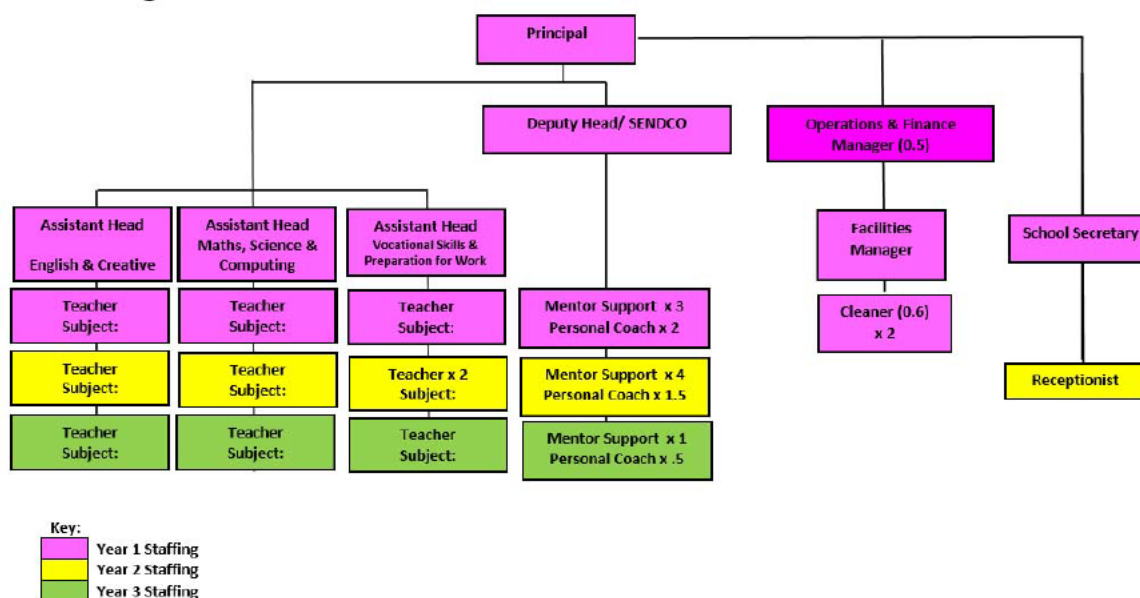 Principal
Deputy Head/ SENDCO
Operations & Finance
Manager (0.5)
Assistant Head
English & Creative
Assistant Head
Maths, Science &
Computing
Assistant Head
Vocational Skills &
Preparation for Work
Facilities
Manager
School Secretary
Teacher
Subject:
Teacher
Subject:
Teacher
Subject:
Mentor Support x 3
Personal Coach x 2
Cleaner (0.6)
x 2
Teacher
Subject:
Teacher
Subject:
Teacher x 2
Subject:
Mentor Support x 4
Personal Coach x 1.5
Receptionist
Teacher
Subject:
Teacher
Subject:
Teacher
Subject:
Mentor Support x 1
Personal Coach x .5
Key:
Year 1 Staffing
Year 2 Staffing
Year 3 Staffing